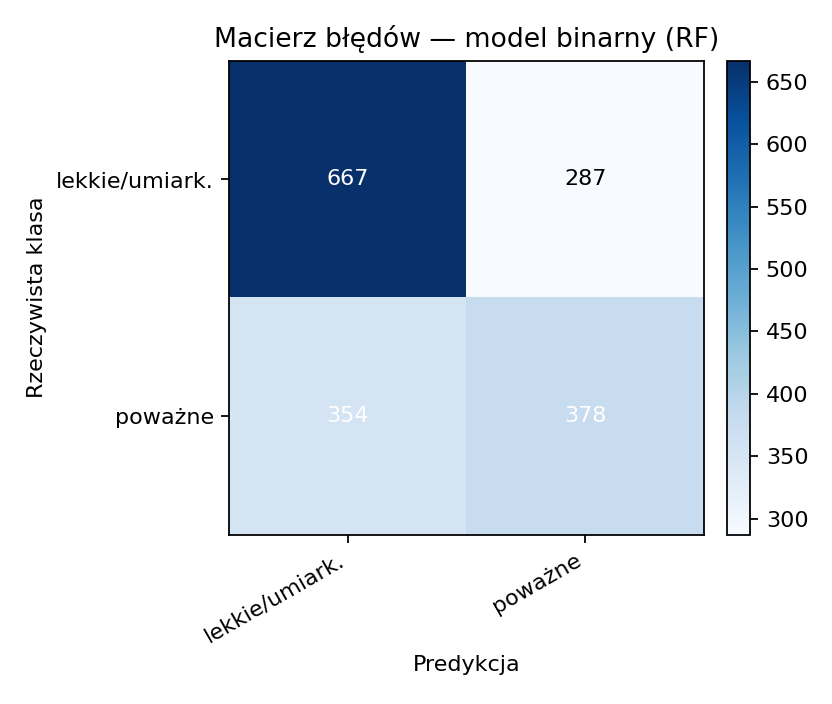 Macierz błędów — model binarny (RF)
Rzeczywista klasa
lekkie/umiark.
poważne
667
287
354
378
lekkie/umiark.
poważne
Predykcja
650
600
550
500
450
400
350
300